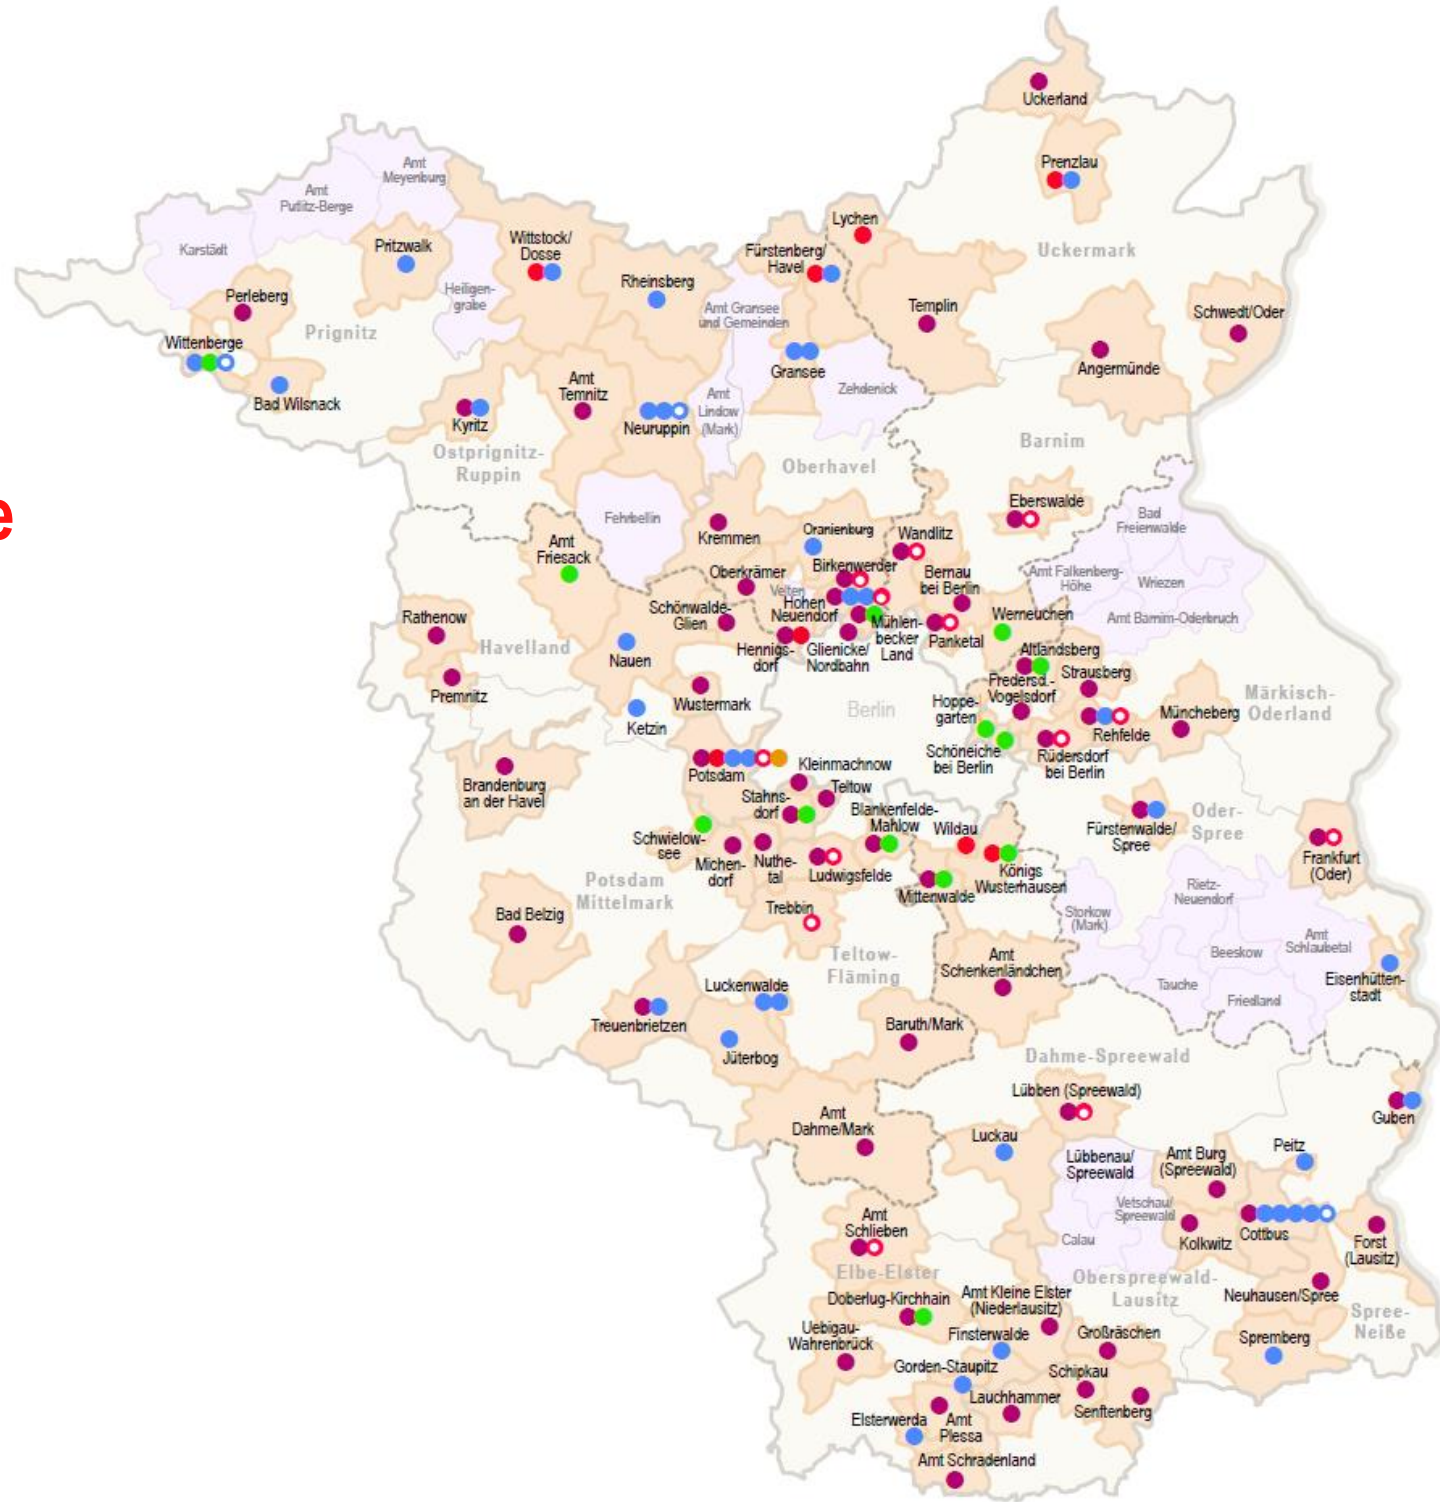 Uckerland
Prenzlau
Amt
Meyenburg
Amt
Putlitz-Berge
Karstädt
Pritzwalk
Wittstock/
Dosse
Lychen
Fürstenberg/
Havel
Uckermark
Rheinsberg
Heiligen-
grabe
Perleberg
Prignitz
Amt Gransee
und Gemeinden
Templin
Schwedt/Oder
Wittenberge
Gransee
Angermünde
Bad Wilsnack
Amt
Temnitz
Zehdenick
Kyritz
Neuruppin
Amt
Lindow
(Mark)
Ostprignitz-
Ruppin
Oberhavel
Barnim
e
Eberswalde
Fehrbellin
Kremmen
Oranienburg
Wandlitz
Bad
Freienwalde
Amt
Friesack
Oberkrämer
Birkenwerder
Bernau
bei Berlin
Amt Falkenberg-
Höhe
Wriezen
Velten
Hohen
Neuendorf
Schönwalde-
Glien
Mühlen-
becker
Land
Panketal
Werneuchen
Amt Barnim-Oderbruch
Rathenow
Havelland
Nauen
Hennigs-
dorf
Glienicke/
Nordbahn
Altlandsberg
Strausberg
Fredersd.-
Vogelsdorf
Premnitz
Wustermark
Ketzin
Berlin
Hoppe-
garten
Märkisch-
Oderland
Müncheberg
Rehfelde
Schöneiche
bei Berlin
Rüdersdorf
bei Berlin
Brandenburg
an der Havel
Potsdam
Kleinmachnow
Teltow
Stahns-
dorf
Blankenfelde-
Mahlow
Wildau
Fürstenwalde/
Spree
Oder-
Spree
Frankfurt
(Oder)
Schwielow-
see
Michen-
dorf
Nuthe-
tal
Ludwigsfelde
Königs
Wusterhausen
Mittenwalde
Potsdam
Mittelmark
Bad Belzig
Trebbin
Rietz-
Neuendorf
Storkow
(Mark)
Teltow-
Fläming
Amt
Schenkenländchen
Beeskow
Amt
Schlaubetal
Tauche
Friedland
Eisenhütten-
stadt
Luckenwalde
Treuenbrietzen
Jüterbog
Baruth/Mark
Dahme-Spreewald
Lübben (Spreewald)
Guben
Amt
Dahme/Mark
Luckau
Lübbenau/
Spreewald
Amt Burg
(Spreewald)
Peitz
Vetschau/
Spreewald
Calau
Kolkwitz
Cottbus
Forst
(Lausitz)
Amt
Schlieben
Elbe-Elster
Oberspreewald-
Lausitz
Neuhausen/Spree
Spree-
Neiße
Doberlug-Kirchhain
Amt Kleine Elster
(Niederlausitz)
Uebigau-
Wahrenbrück
Finsterwalde
Großräschen
Spremberg
Gorden-Staupitz
Schipkau
Lauchhammer
Senftenberg
Elsterwerda
Amt
Plessa
Amt Schradenland